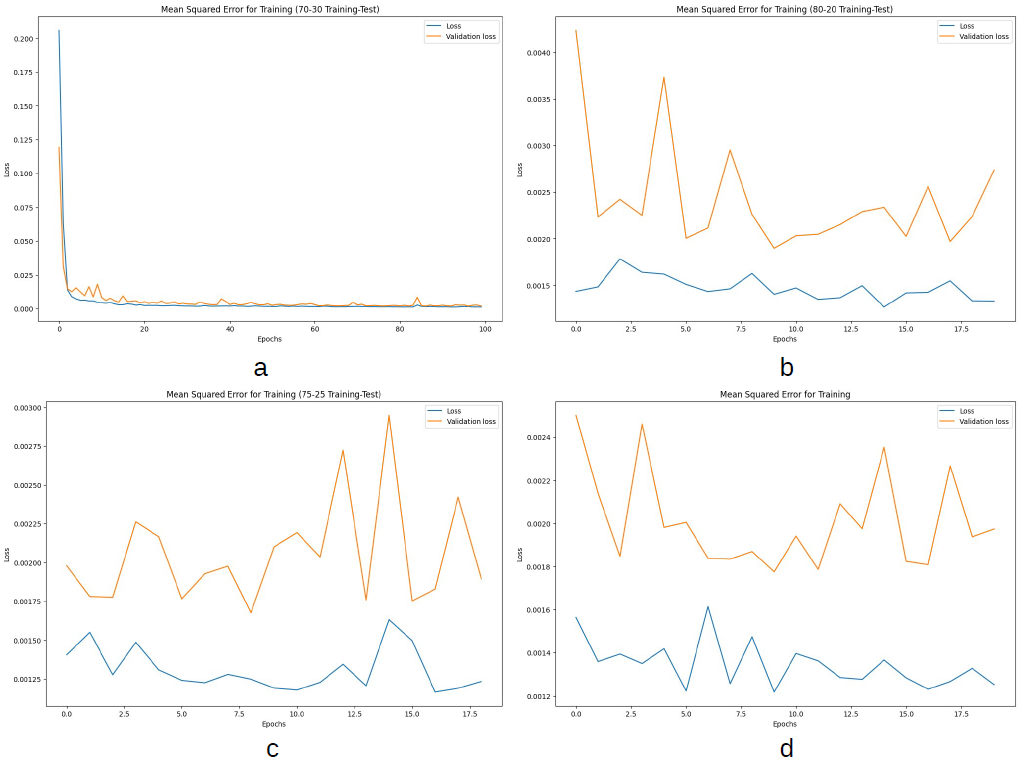 Mean Squared Error for Training (70-30 Training-Test)
Loss
Validation loss
0.200
0.175
0.150
0.125
0.100
0.075
0.050
0.025
0.000
Loss
0 20 40 60 80 100
Epochs
a
Mean Squared Error for Training (80-20 Training-Test)
Loss
Validation loss
0.0040
0.0035
0.0030
0.0025
0.0020
0.0015
Loss
0.0 2.5 5.0 7.5 10.0 12.5 15.0 17.5
Epochs
b
Mean Squared Error for Training (75-25 Training-Test)
Loss
Validation loss
0.00300
0.00275
0.00250
0.00225
0.00200
0.00175
0.00150
0.00125
Loss
0.0 2.5 5.0 7.5 10.0 12.5 15.0 17.5
Epochs
c
Mean Squared Error for Training
Loss
Validation loss
0.0024
0.0022
0.0020
0.0018
0.0016
0.0014
0.0012
Loss
0.0 2.5 5.0 7.5 10.0 12.5 15.0 17.5
Epochs
d